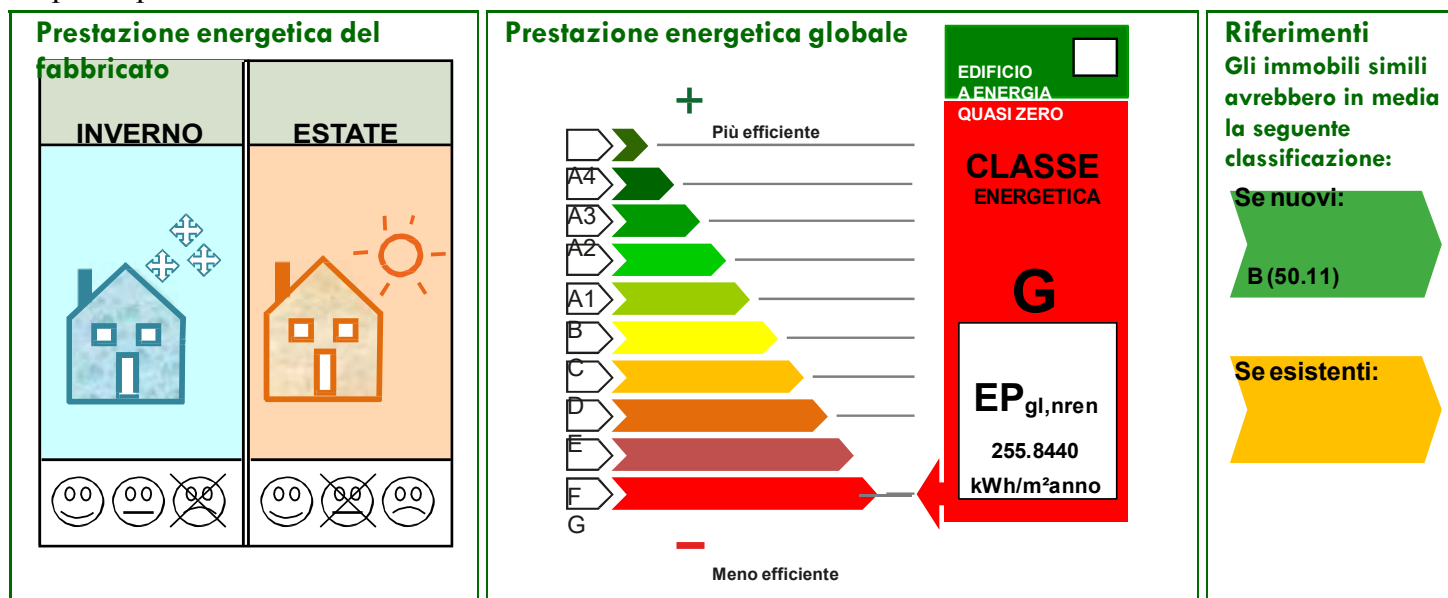 Prestazione energetica del
fabbricato
INVERNO
ESTATE
Prestazione energetica globale
+
Più efficiente
A4
A3
A2
A1
B
C
D
E
F
G
–
Meno efficiente
EDIFICIO
A ENERGIA
QUASI ZERO
CLASSE
ENERGETICA
G
EPgl,nren
255.8440
kWh/m²anno
Riferimenti
Gli immobili simili
avrebbero in media
la seguente
classificazione:
Se nuovi:
B (50.11)
Se esistenti: